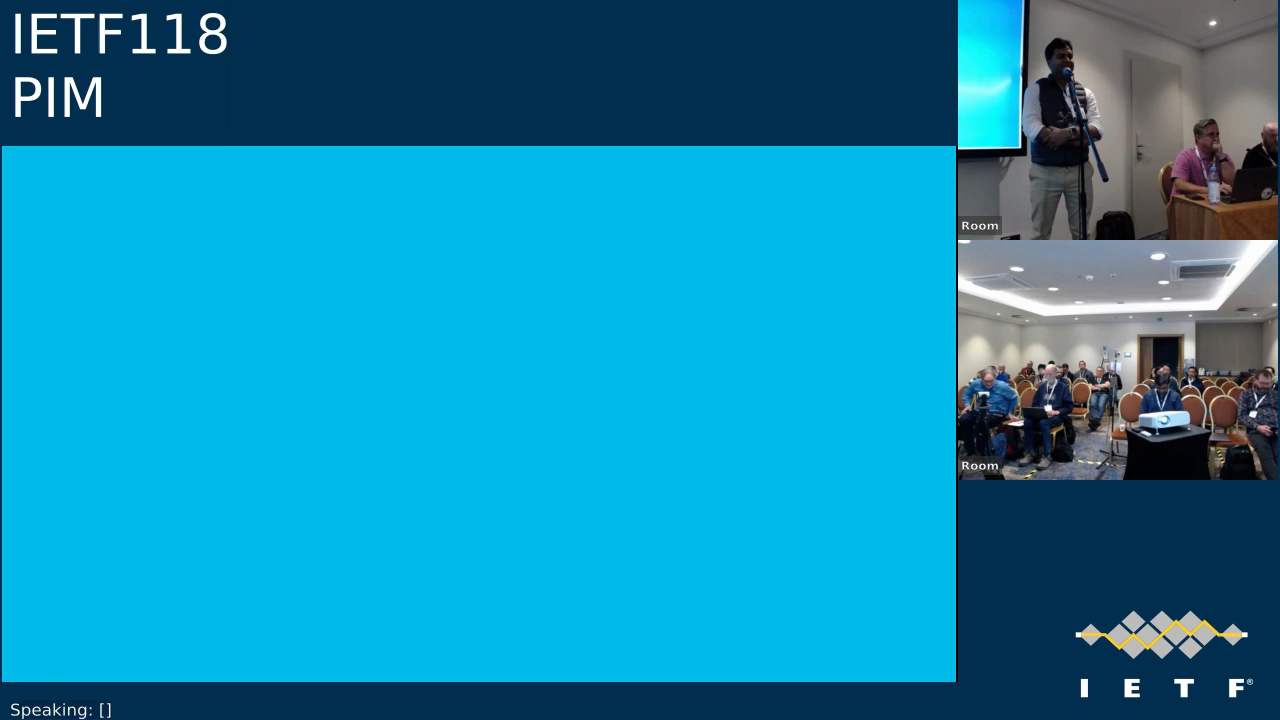 IETF118
PIM
Room
Room
I E T F®
Speaking: []